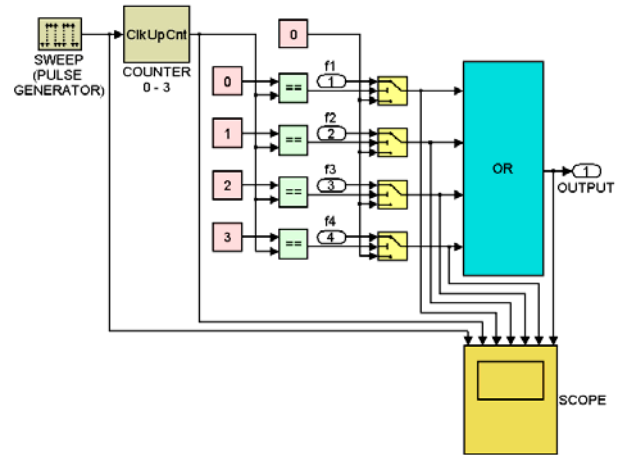 ClkUpCnt
SWEEP
(PULSE
GENERATOR)
COUNTER
0 - 3
0
0
==
f1
1
1
==
f2
2
2
==
f3
3
3
==
f4
4
OR
1
OUTPUT
SCOPE